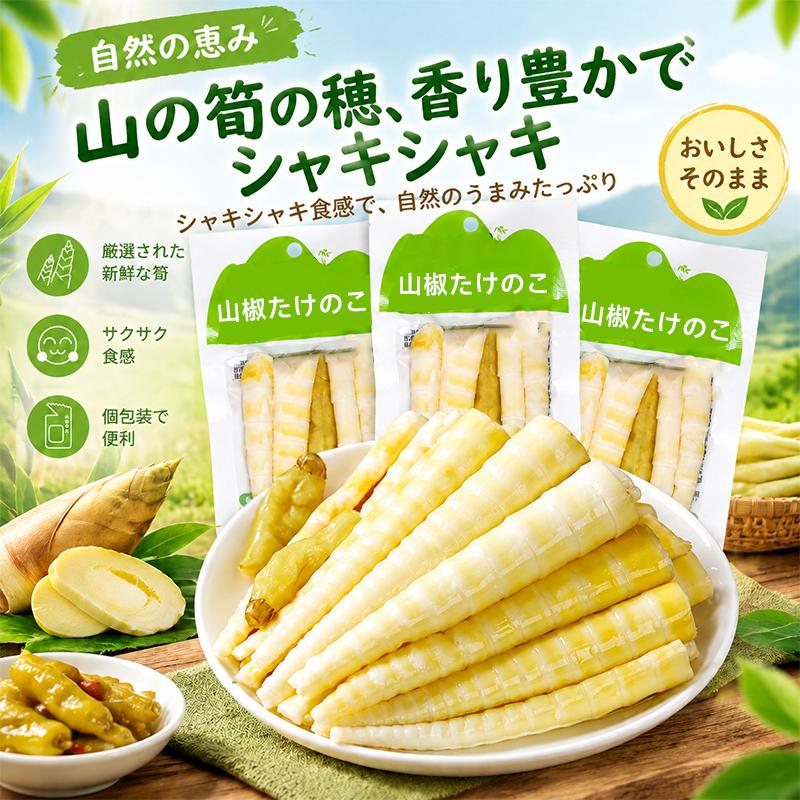 自然の恵み
山の筍の穂、香り豊かで
シャキシャキ
シャキシャキ食感で、自然のうまみたっぷり
おいしさ
そのまま
厳選された
新鮮な筍
サクサク
食感
個包装で
便利
山椒たけのこ
山椒たけのこ
山椒たけのこ